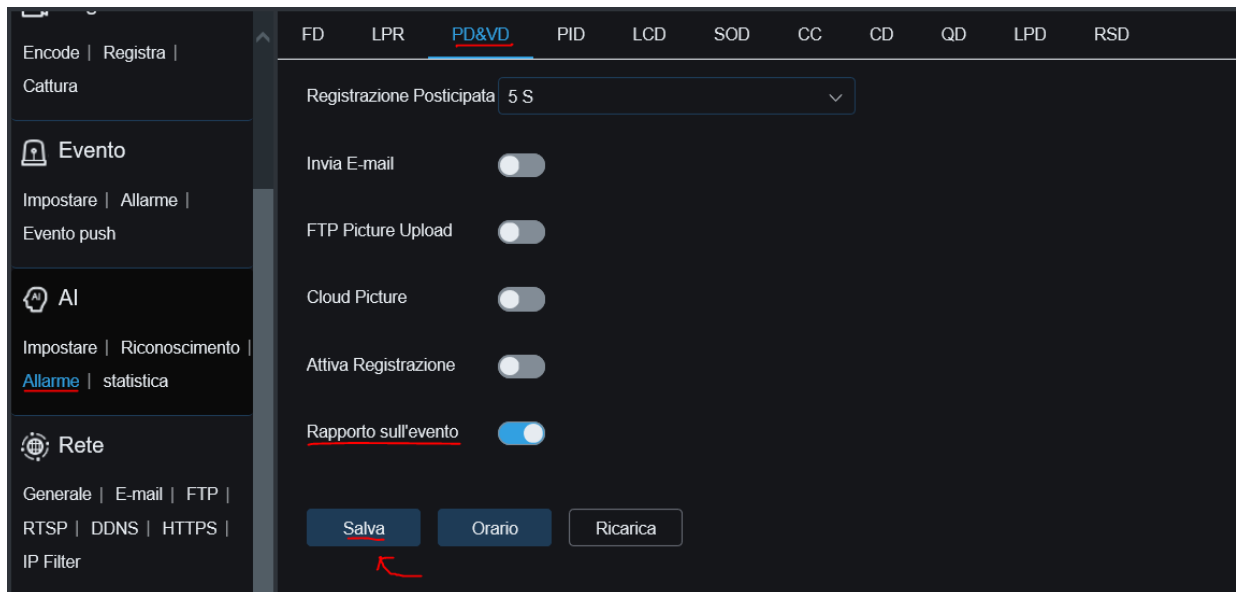 Encode | Registra |
Cattura
Evento
Impostare | Allarme |
Evento push
AI
AI
Impostare | Riconoscimento |
Allarme | statistica
Rete
Generale | E-mail | FTP |
RTSP | DDNS | HTTPS |
IP Filter
FD LPR PD&VD PID LCD SOD CC CD QD LPD RSD
Registrazione Posticipata 5 S
Invia E-mail
FTP Picture Upload
Cloud Picture
Attiva Registrazione
Rapporto sull'evento
Salva Orario Ricarica